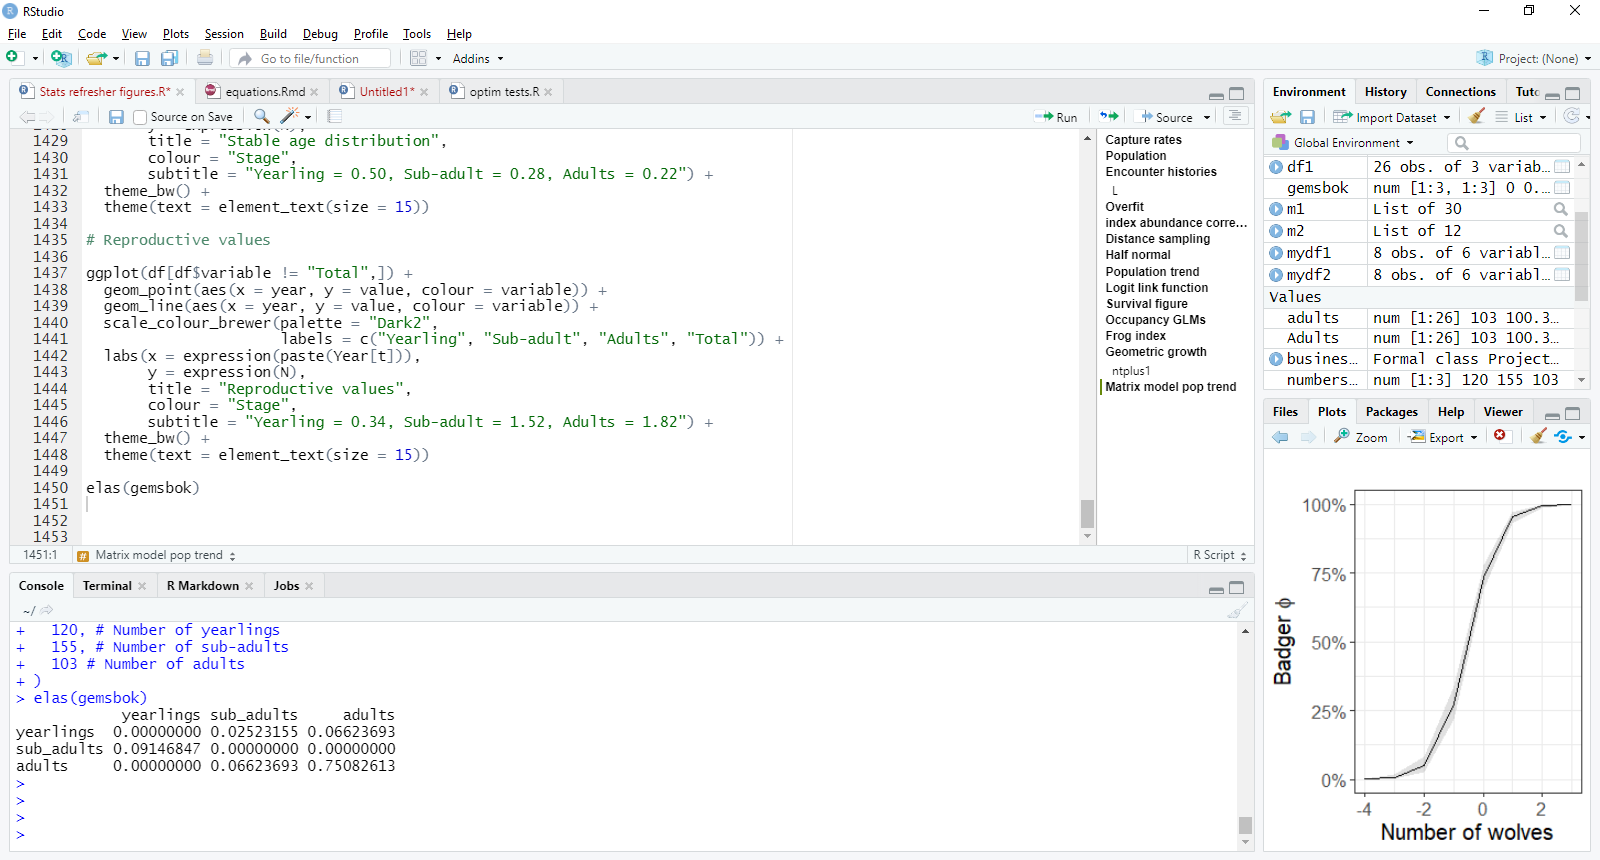 RStudio
File Edit Code View Plots Session Build Debug Profile Tools Help
Go to file/function Addins Project: (None)
Stats refresher figures.R* equations.Rmd Untitled1* optim tests.R
Source on Save Run Source
1429 title = "Stable age distribution",
1430 colour = "Stage",
1431 subtitle = "Yearling = 0.50, Sub-adult = 0.28, Adults = 0.22") +
1432 theme_bw() +
1433 theme(text = element_text(size = 15))
1434
1435 # Reproductive values
1436
1437 ggplot(df[df$variable != "Total",]) +
1438 geom_point(aes(x = year, y = value, colour = variable)) +
1439 geom_line(aes(x = year, y = value, colour = variable)) +
1440 scale_colour_brewer(palette = "Dark2",
1441 labels = c("Yearling", "Sub-adult", "Adults", "Total")) +
1442 labs(x = expression(paste(Year[t])),
1443 y = expression(N),
1444 title = "Reproductive values",
1445 colour = "Stage",
1446 subtitle = "Yearling = 0.34, Sub-adult = 1.52, Adults = 1.82") +
1447 theme_bw() +
1448 theme(text = element_text(size = 15))
1449
1450 elas(gemsbok)
1451
1452
1453
1451:1 # Matrix model pop trend R Script
Capture rates
Population
Encounter histories
L
Overfit
index abundance corre...
Distance sampling
Half normal
Population trend
Logit link function
Survival figure
Occupancy GLMs
Frog index
Geometric growth
ntplus1
Matrix model pop trend
Console Terminal R Markdown Jobs
~/
+ 120, # Number of yearlings
+ 155, # Number of sub-adults
+ 103 # Number of adults
+ )
> elas(gemsbok)
yearlings sub_adults adults
yearlings 0.00000000 0.02523155 0.06623693
sub_adults 0.09146847 0.00000000 0.00000000
adults 0.00000000 0.06623693 0.75082613
>
>
>
>
Environment History Connections Tutc
Import Dataset List
Global Environment
df1 26 obs. of 3 variab...
gemsbok num [1:3, 1:3] 0 0....
m1 List of 30
m2 List of 12
mydf1 8 obs. of 6 variabl...
mydf2 8 obs. of 6 variabl...
Values
adults num [1:26] 103 100.3...
Adults num [1:26] 103 100.3...
busines... Formal class Project...
numbers... num [1:3] 120 155 103
Files Plots Packages Help Viewer
Zoom Export
100%
75%
50%
25%
0%
Badger ϕ
-4 -2 0 2
Number of wolves